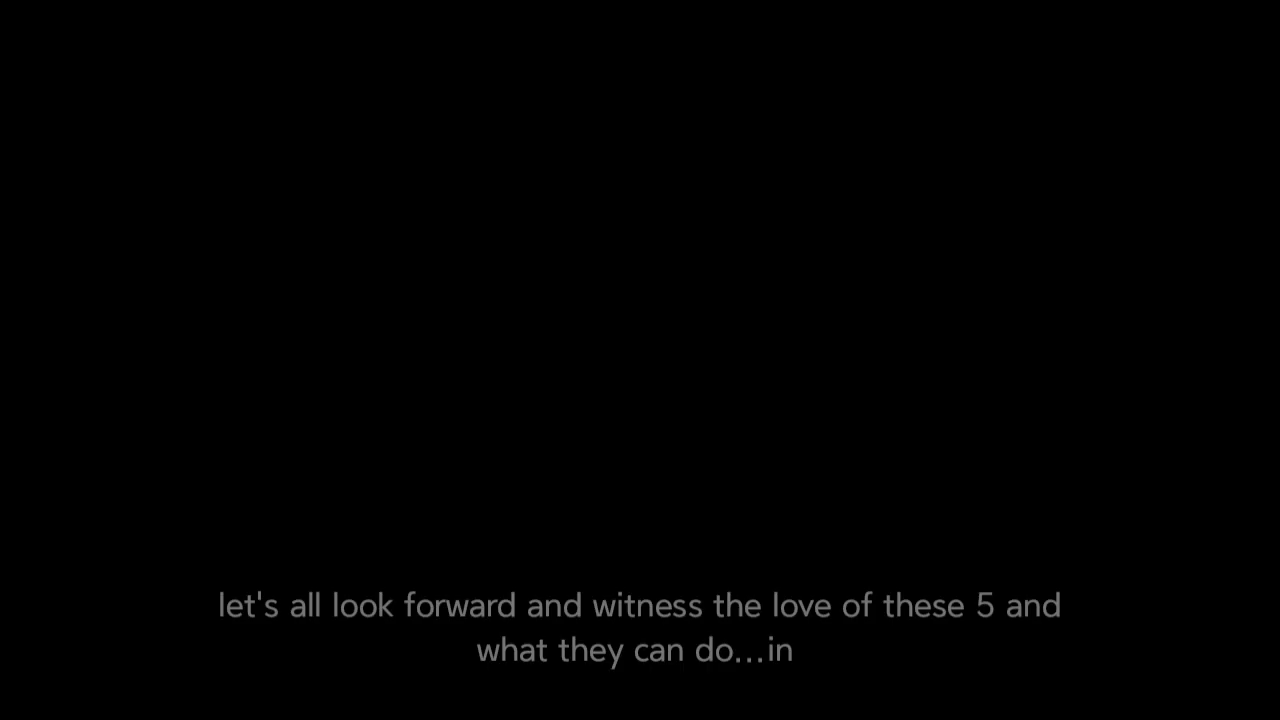 let's all look forward and witness the love of these 5 and
what they can do...in